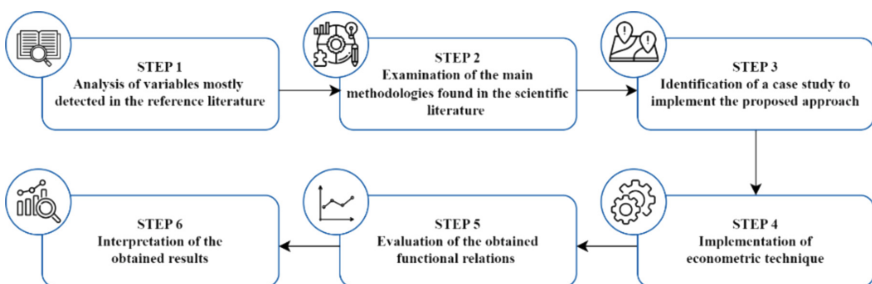 STEP 1
Analysis of variables mostly
detected in the reference literature
STEP 2
Examination of the main
methodologies found in the scientific
literature
STEP 3
Identification of a case study to
implement the proposed approach
STEP 4
Implementation of
econometric technique
STEP 5
Evaluation of the obtained
functional relations
STEP 6
Interpretation of the
obtained results